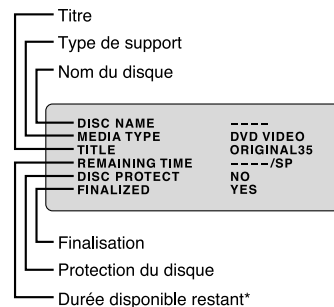 Titre
Type de support
Nom du disque
DISC NAME ----
MEDIA TYPE DVD VIDEO
TITLE ORIGINAL35
REMAINING TIME ----/SP
DISC PROTECT NO
FINALIZED YES
Finalisation
Protection du disque
Durée disponible restant*